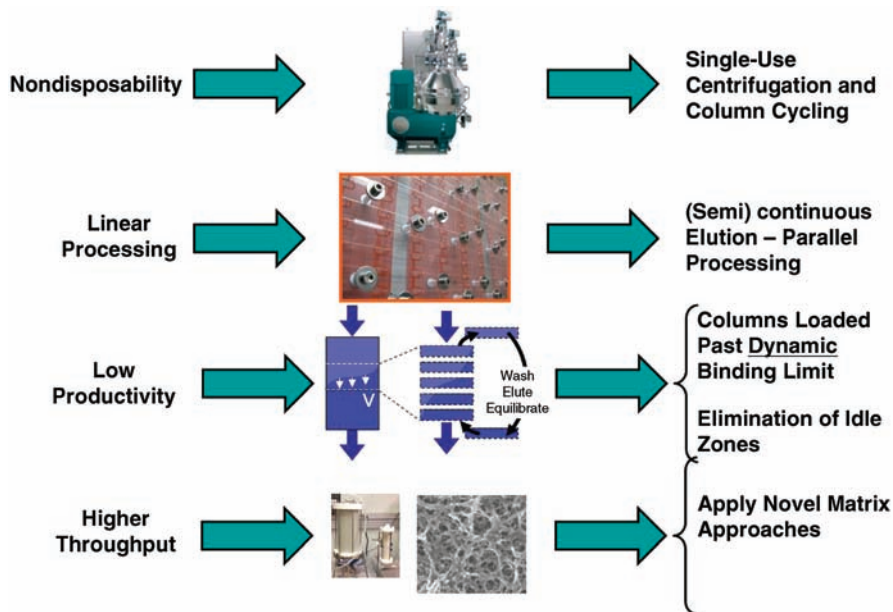 Nondisposability
Single-Use
Centrifugation and
Column Cycling
Linear
Processing
(Semi) continuous
Elution – Parallel
Processing
Low
Productivity
V
Wash
Elute
Equilibrate
Columns Loaded
Past Dynamic
Binding Limit
Elimination of Idle
Zones
Higher
Throughput
Apply Novel Matrix
Approaches